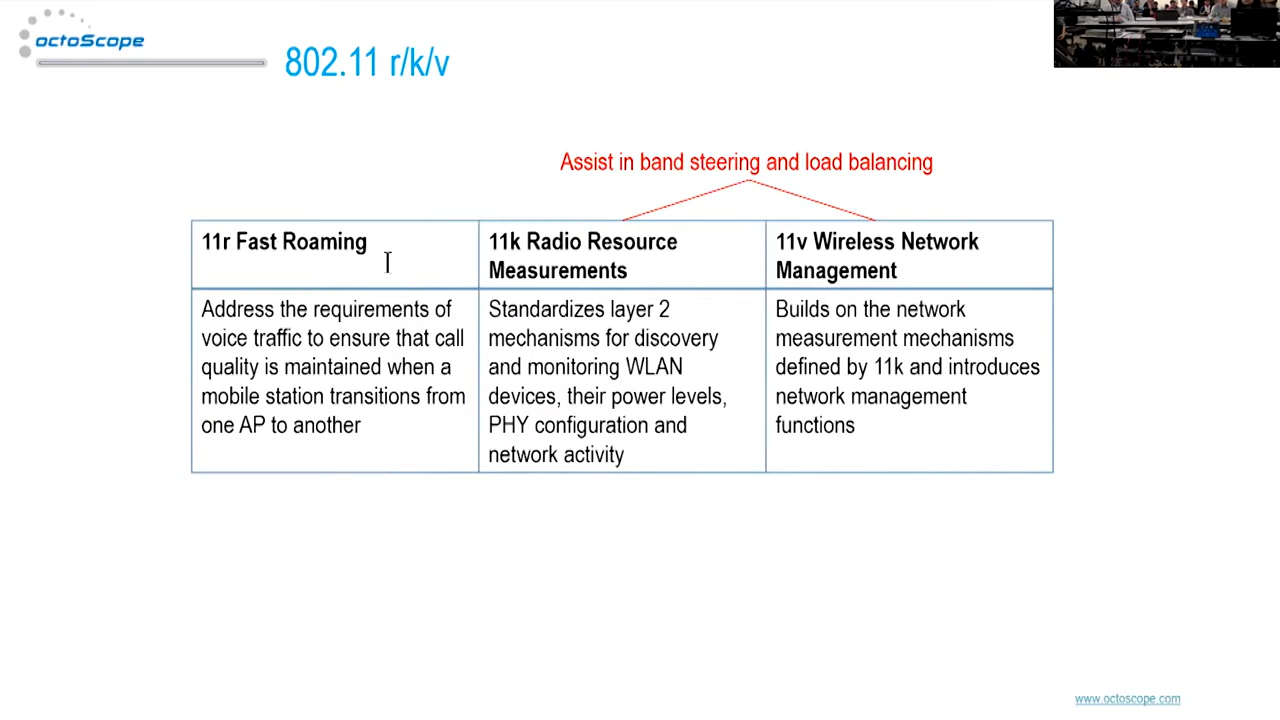 octoScope
802.11 r/k/v
Assist in band steering and load balancing
11r Fast Roaming
11k Radio Resource
Measurements
11v Wireless Network
Management
Address the requirements of
voice traffic to ensure that call
quality is maintained when a
mobile station transitions from
one AP to another
Standardizes layer 2
mechanisms for discovery
and monitoring WLAN
devices, their power levels,
PHY configuration and
network activity
Builds on the network
measurement mechanisms
defined by 11k and introduces
network management
functions
www.octoscope.com